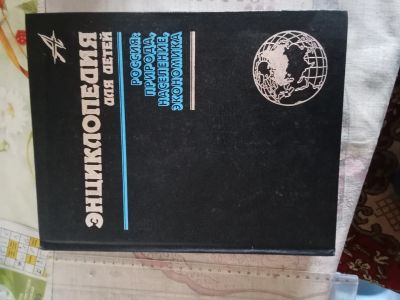 ЭНЦИКЛОПЕДИЯ
ДЛЯ ДЕТЕЙ
РОССИЯ:
ПРИРОДА,
НАСЕЛЕНИЕ,
ЭКОНОМИКА